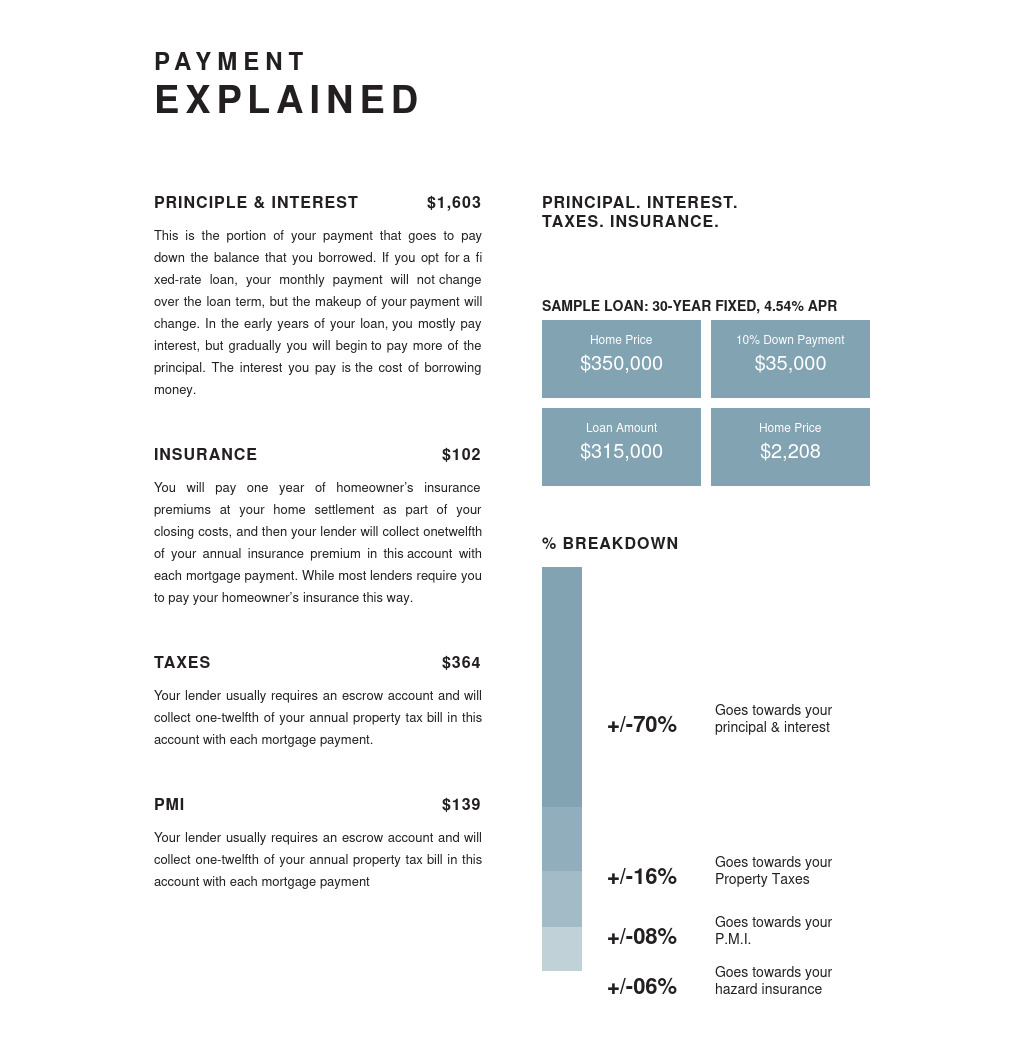 PAYMENT
EXPLAINED
PRINCIPLE & INTEREST $1,603
This is the portion of your payment that goes to pay
down the balance that you borrowed. If you opt for a fi
xed-rate loan, your monthly payment will not change
over the loan term, but the makeup of your payment will
change. In the early years of your loan, you mostly pay
interest, but gradually you will begin to pay more of the
principal. The interest you pay is the cost of borrowing
money.
INSURANCE $102
You will pay one year of homeowner’s insurance
premiums at your home settlement as part of your
closing costs, and then your lender will collect onetwelfth
of your annual insurance premium in this account with
each mortgage payment. While most lenders require you
to pay your homeowner’s insurance this way.
TAXES $364
Your lender usually requires an escrow account and will
collect one-twelfth of your annual property tax bill in this
account with each mortgage payment.
PMI $139
Your lender usually requires an escrow account and will
collect one-twelfth of your annual property tax bill in this
account with each mortgage payment
PRINCIPAL. INTEREST.
TAXES. INSURANCE.
SAMPLE LOAN: 30-YEAR FIXED, 4.54% APR
Home Price
$350,000
10% Down Payment
$35,000
Loan Amount
$315,000
Home Price
$2,208
% BREAKDOWN
+/-70%
Goes towards your
principal & interest
+/-16%
Goes towards your
Property Taxes
+/-08%
Goes towards your
P.M.I.
+/-06%
Goes towards your
hazard insurance